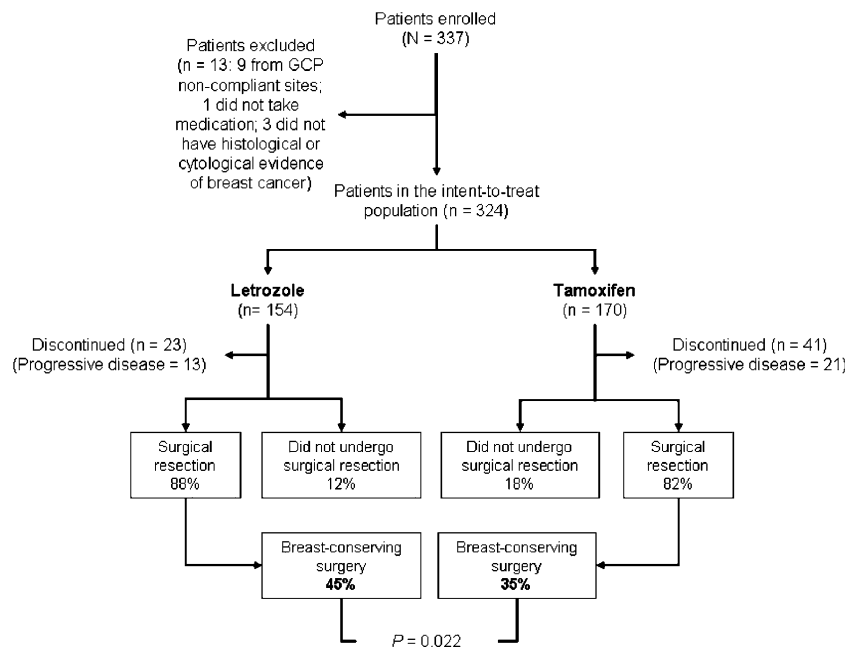 Patients enrolled
(N = 337)
Patients excluded
(n = 13: 9 from GCP
non-compliant sites;
1 did not take
medication; 3 did not
have histological or
cytological evidence
of breast cancer)
Patients in the intent-to-treat
population (n = 324)
Letrozole
(n= 154)
Tamoxifen
(n = 170)
Discontinued (n = 23)
(Progressive disease = 13)
Discontinued (n = 41)
(Progressive disease = 21)
Surgical
resection
88%
Did not undergo
surgical resection
12%
Did not undergo
surgical resection
18%
Surgical
resection
82%
Breast-conserving
surgery
45%
Breast-conserving
surgery
35%
P = 0.022